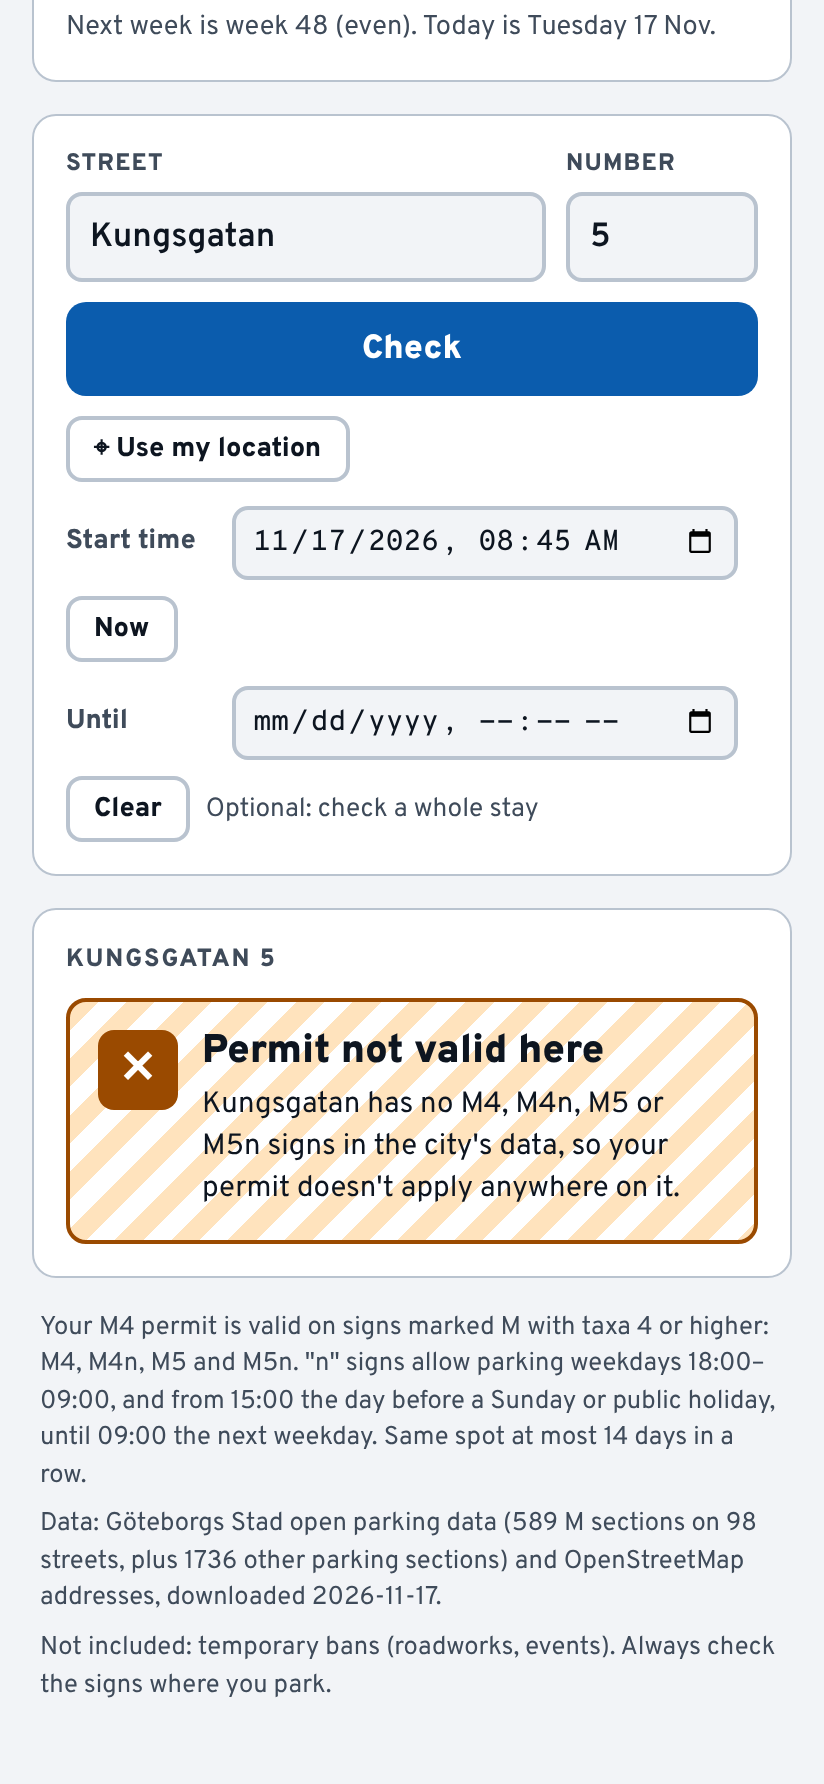 Next week is week 48 (even). Today is Tuesday 17 Nov.
STREET NUMBER
Kungsgatan 5
Check
⌖ Use my location
Start time 11/17/2026, 08:45 AM
Now
Until mm/dd/yyyy, --:-- --
Clear Optional: check a whole stay
KUNGSGATAN 5
Permit not valid here
Kungsgatan has no M4, M4n, M5 or
M5n signs in the city's data, so your
permit doesn't apply anywhere on it.
Your M4 permit is valid on signs marked M with taxa 4 or higher:
M4, M4n, M5 and M5n. "n" signs allow parking weekdays 18:00–
09:00, and from 15:00 the day before a Sunday or public holiday,
until 09:00 the next weekday. Same spot at most 14 days in a
row.
Data: Göteborgs Stad open parking data (589 M sections on 98
streets, plus 1736 other parking sections) and OpenStreetMap
addresses, downloaded 2026-11-17.
Not included: temporary bans (roadworks, events). Always check
the signs where you park.